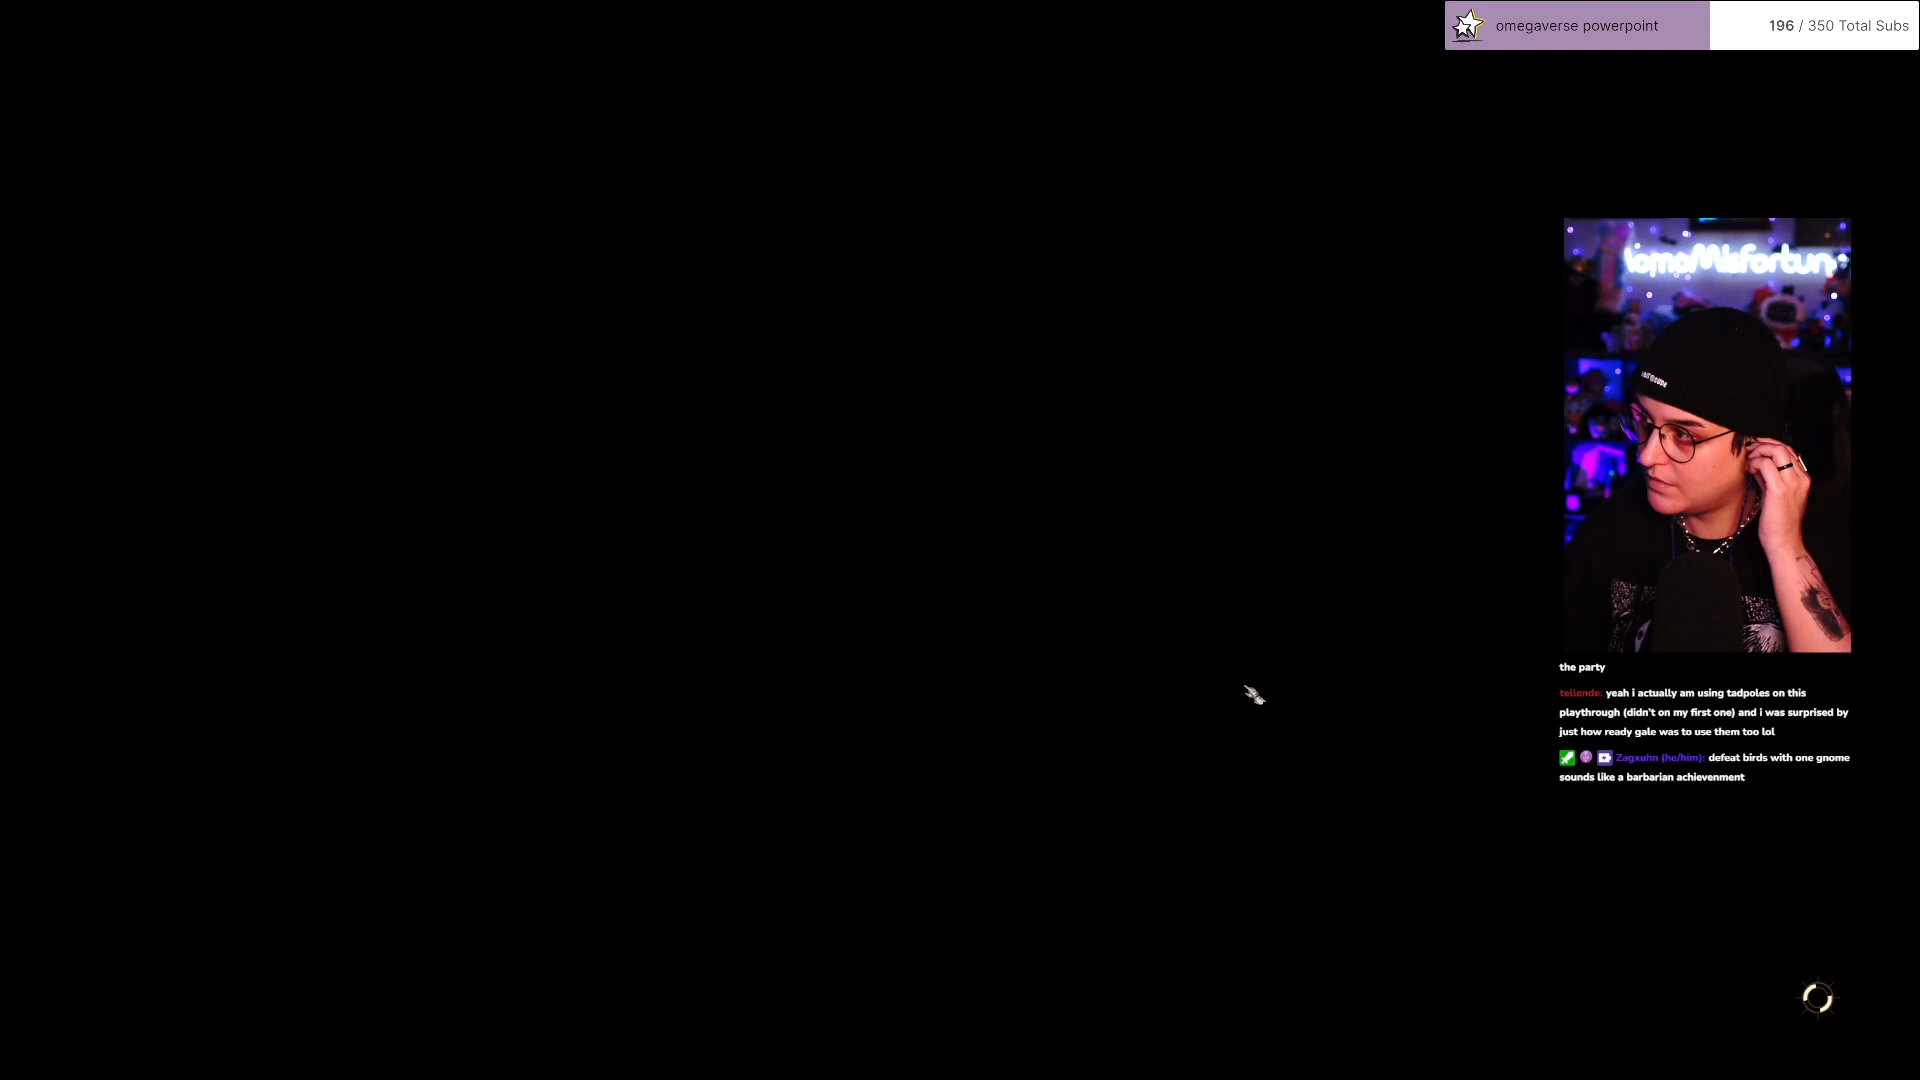 omegaverse powerpoint
196 / 350 Total Subs
the party
tellende: yeah i actually am using tadpoles on this
playthrough (didn't on my first one) and i was surprised by
just how ready gale was to use them too lol
Zagxuhn (he/him): defeat birds with one gnome
sounds like a barbarian achievenment